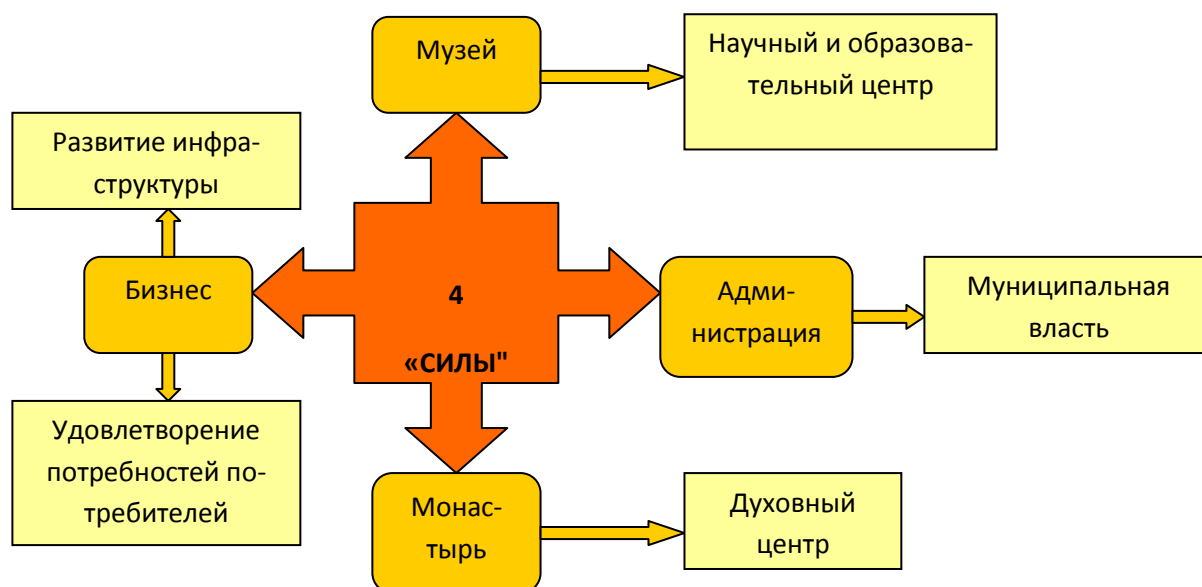 Музей
Научный и образова-
тельный центр
Развитие инфра-
структуры
Бизнес
4
«СИЛЫ"
Адми-
нистрация
Муниципальная
власть
Удовлетворение
потребностей по-
требителей
Монас-
тырь
Духовный
центр